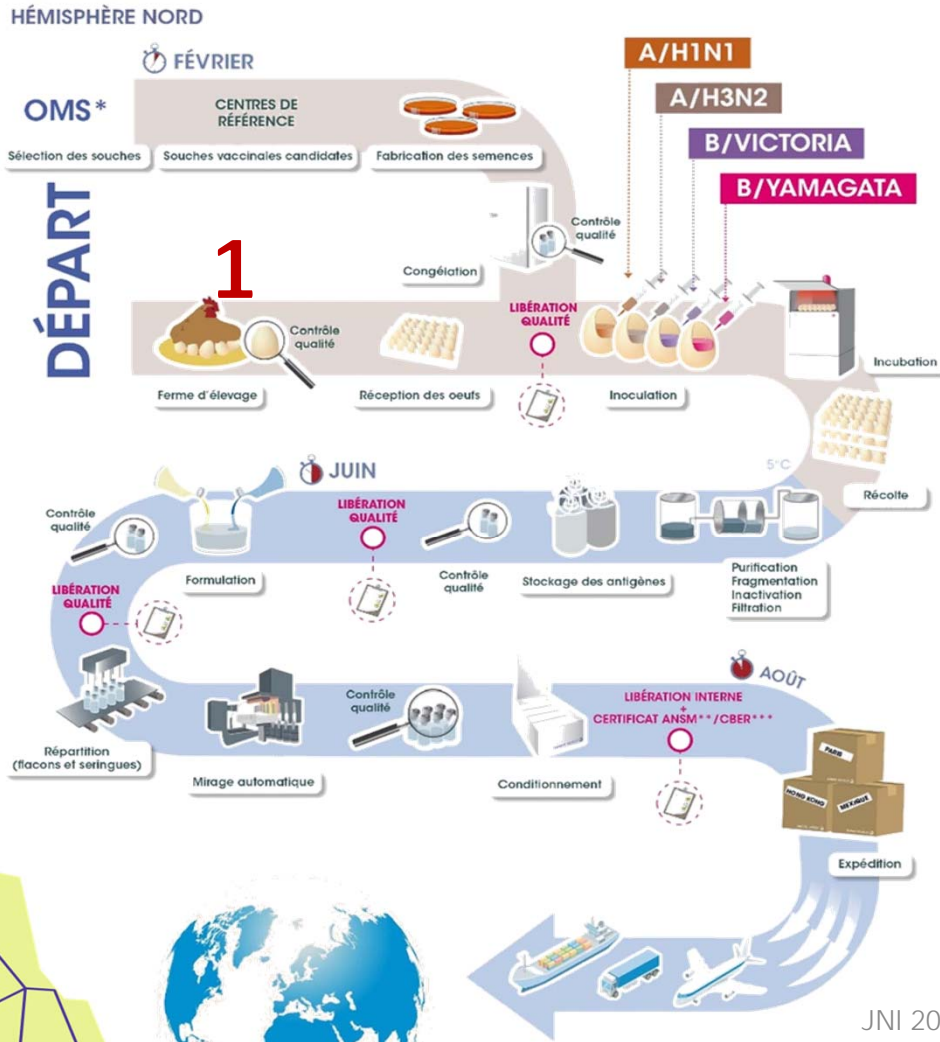 HÉMISPHÈRE NORD
FÉVRIER
OMS*
CENTRES DE
RÉFÉRENCE
Sélection des souches
Souches vaccinales candidates
Fabrication des semences
A/H1N1
A/H3N2
B/VICTORIA
B/YAMAGATA
DÉPART
Contrôle
qualité
Congélation
1
Contrôle
qualité
LIBÉRATION
QUALITÉ
Ferme d'élevage
Réception des oeufs
Inoculation
Incubation
5°C
Récolte
JUIN
Contrôle
qualité
LIBÉRATION
QUALITÉ
Formulation
Contrôle
qualité
Stockage des antigènes
Purification
Fragmentation
Inactivation
Filtration
LIBÉRATION
QUALITÉ
AOÛT
Contrôle
qualité
LIBÉRATION INTERNE
+
CERTIFICAT ANSM**/CBER***
Répartition
(flacons et seringues)
Mirage automatique
Conditionnement
PARIS
HONG KONG
MEXIQUE
Expédition
JNI 20